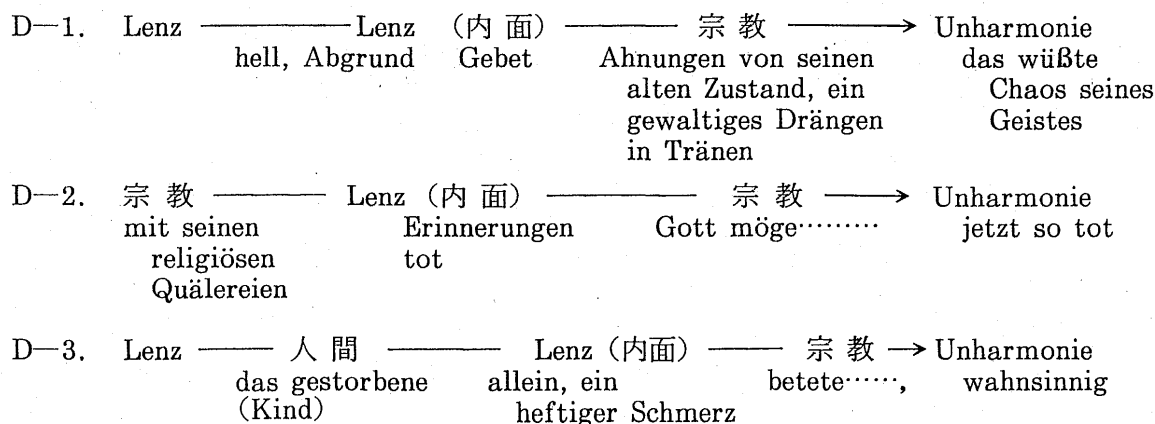 D—1. Lenz ————Lenz (内 面) ——— 宗 教 ———→ Unharmonie
hell, Abgrund Gebet Ahnungen von seinen das wüßte
alten Zustand, ein Chaos seines
gewaltiges Drängen Geistes
in Tränen
D—2. 宗 教 ——— Lenz (内 面) ———— 宗 教 ——→ Unharmonie
mit seinen Erinnerungen Gott möge········· jetzt so tot
religiösen tot
Quälereien
D—3. Lenz —— 人 間 ——— Lenz (内面) —— 宗 教 → Unharmonie
das gestorbene allein, ein betete······, wahnsinnig
(Kind) heftiger Schmerz